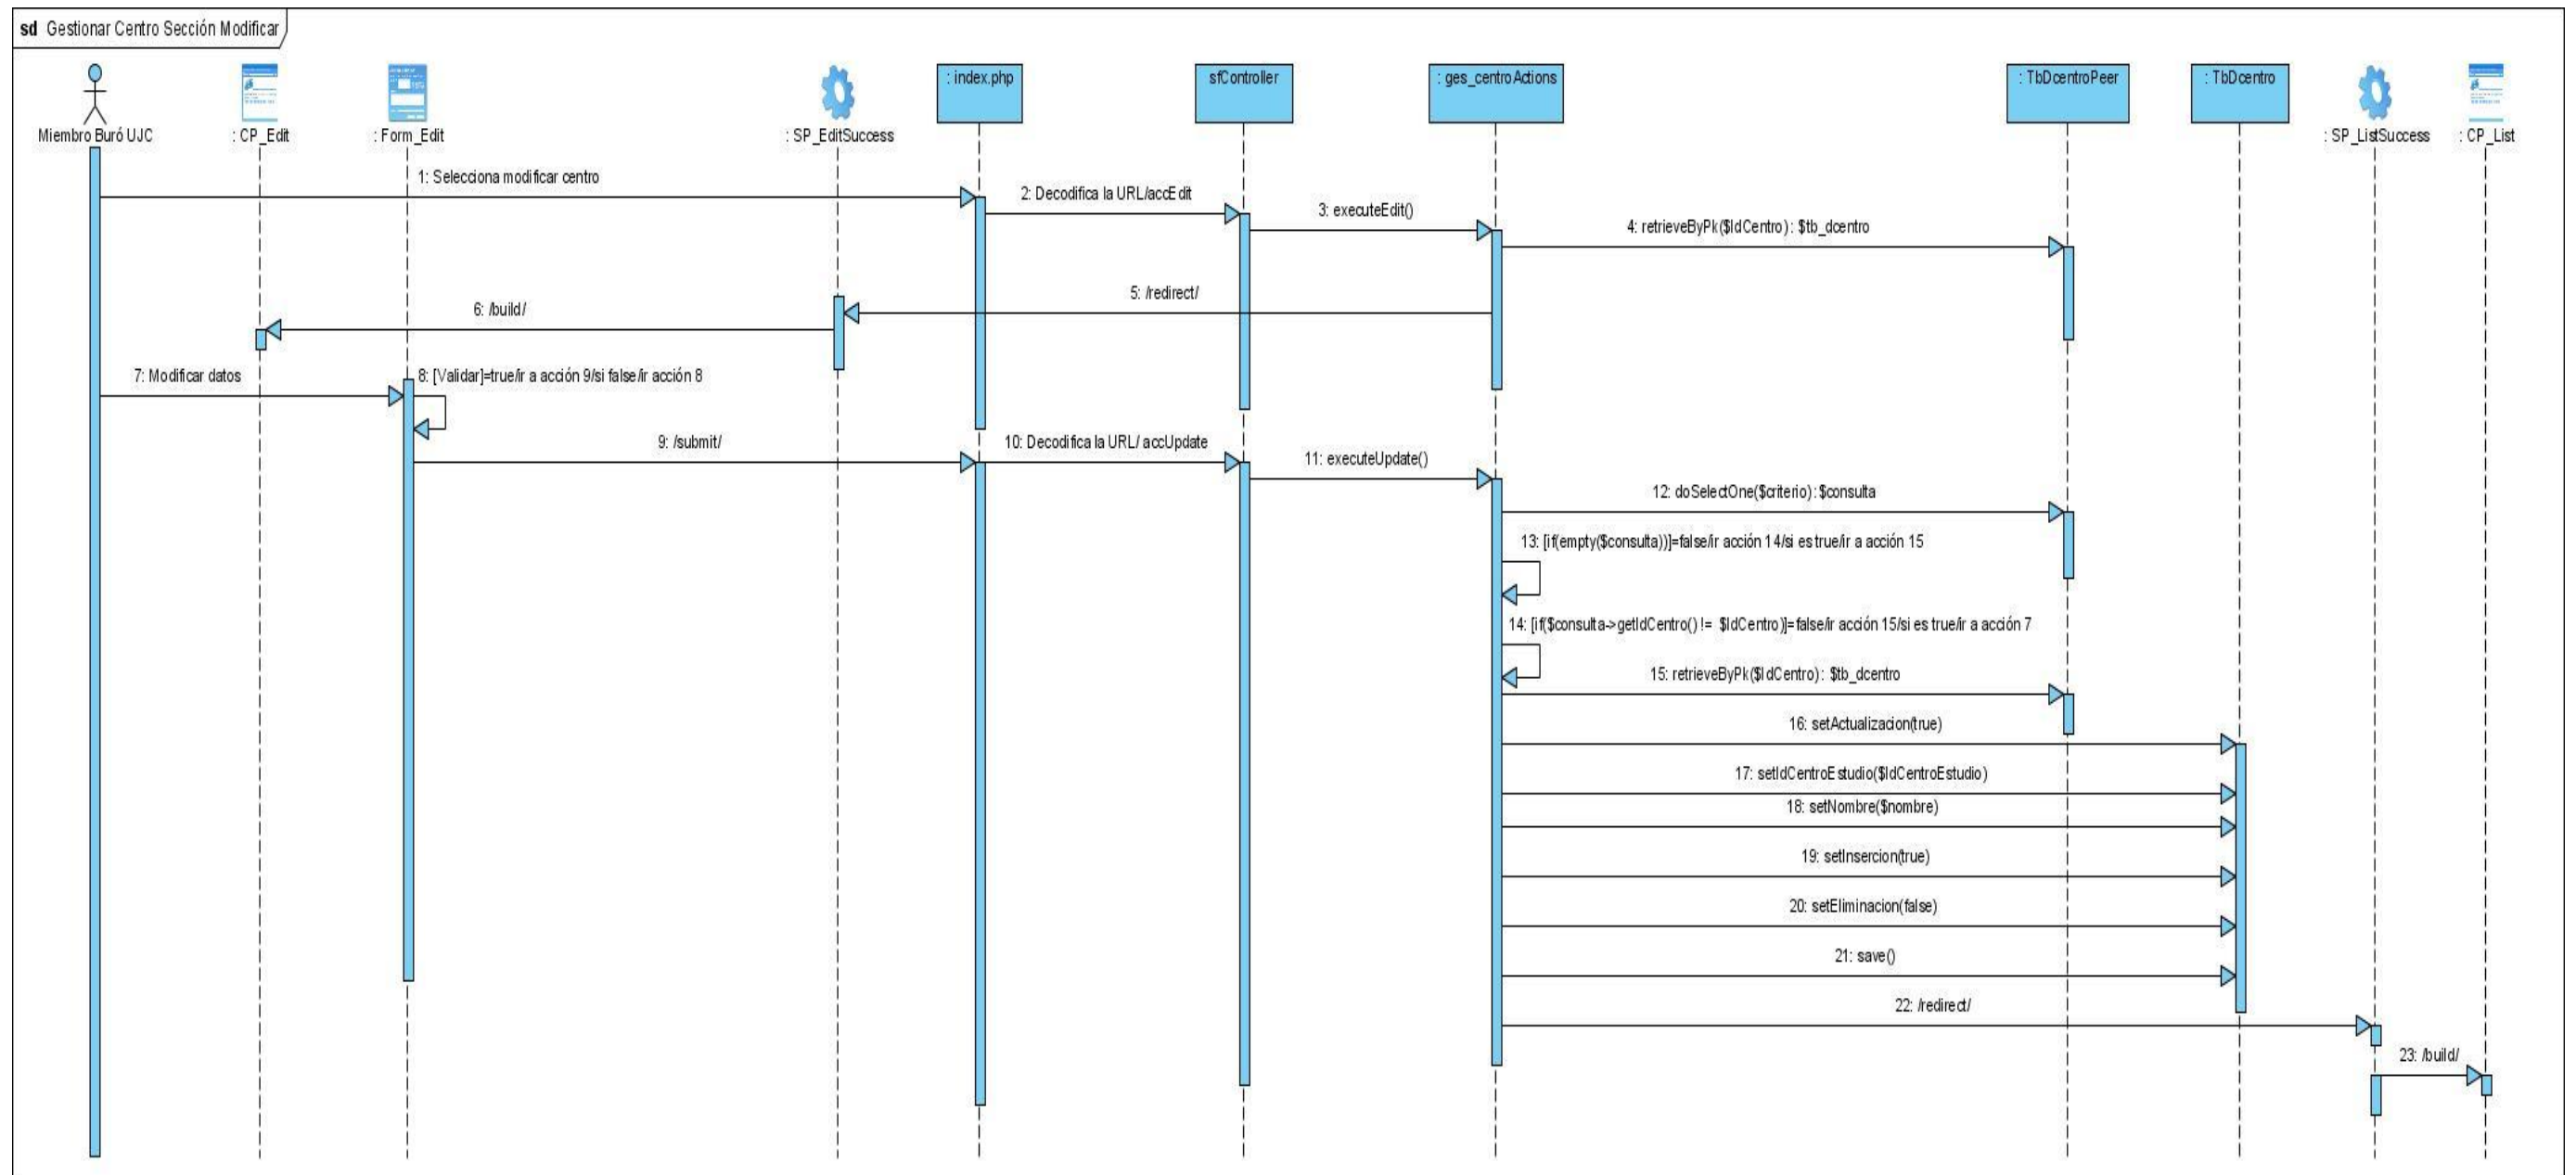 sd Gestionar Centro Sección Modificar
Miembro Buró UJC
: CP_Edit
: Form_Edit
: SP_EditSuccess
: index.php
sfController
: ges_centroActions
: TbDcentroPeer
: TbDcentro
: SP_ListSuccess
: CP_List
1: Selecciona modificar centro
2: Decodifica la URL/accEdit
3: executeEdit()
4: retrieveByPk($IdCentro): $tb_dcentro
5: /redirect/
6: /build/
7: Modificar datos
8: [Validar]=true/ir a acción 9/si false/ir acción 8
9: /submit/
10: Decodifica la URL/ accUpdate
11: executeUpdate()
12: doSelectOne($criterio): $consulta
13: [if(empty($consulta))]=false/ir acción 14/si es true/ir a acción 15
14: [if($consulta->getIdCentro() != $IdCentro)]=false/ir acción 15/si es true/ir a acción 7
15: retrieveByPk($IdCentro): $tb_dcentro
16: setActualizacion(true)
17: setIdCentroEstudio($IdCentroEstudio)
18: setNombre($nombre)
19: setInsercion(true)
20: setEliminacion(false)
21: save()
22: /redirect/
23: /build/